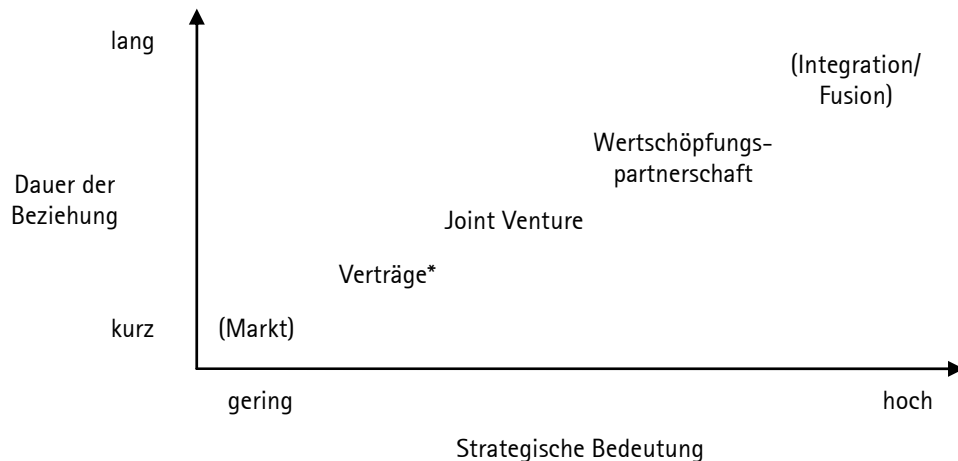 lang
(Integration/
Fusion)
Wertschöpfungs-
partnerschaft
Dauer der
Beziehung
Joint Venture
Verträge*
kurz
(Markt)
gering
hoch
Strategische Bedeutung